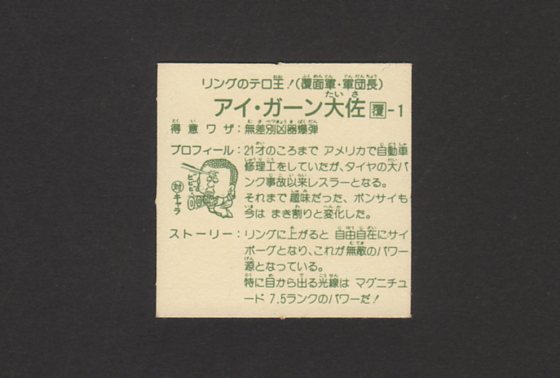 リングのテロ王!(覆面軍・軍団長)
アイ・ガーン大佐 覆-1
得意ワザ:無差別凶器爆弾
プロフィール:21才のころまで アメリカで自動車
修理工をしていたが、タイヤの大パ
ンク事故以来レスラーとなる。
それまで 趣味だった、ボンサイも
今は まき割りと変化した。
対キャラ
ストーリー:リングに上がると 自由自在にサイ
ボーグとなり、これが無敵のパワー
源となっている。
特に目から出る光線は マグニチュ
ード 7.5ランクのパワーだ!